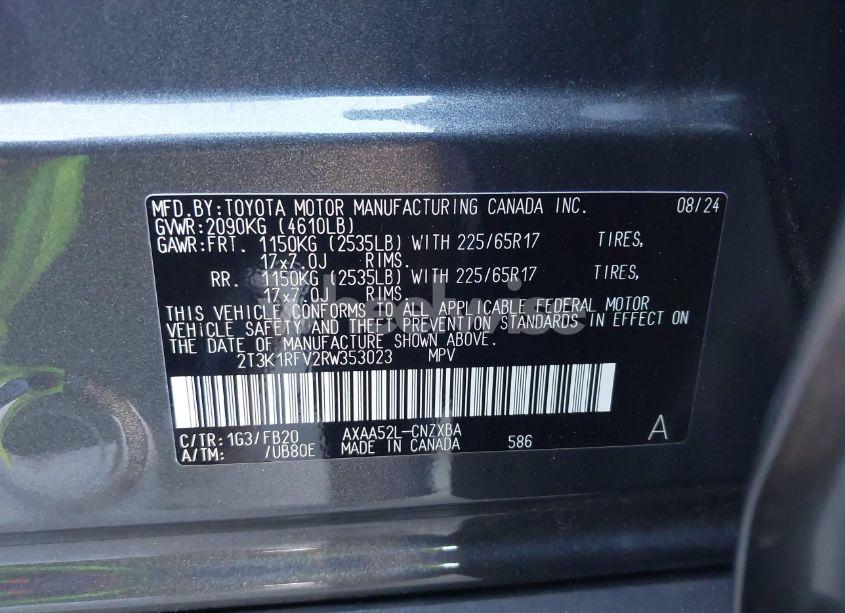 MFD.BY:TOYOTA MOTOR MANUFACTURING CANADA INC. 08/24
GVWR:2090KG (4610LB)
GAWR:FRT. 1150KG (2535LB) WITH 225/65R17 TIRES,
17x7.0J RIMS.
RR. 1150KG (2535LB) WITH 225/65R17 TIRES,
17x7.0J RIMS.
THIS VEHICLE CONFORMS TO ALL APPLICABLE FEDERAL MOTOR
VEHICLE SAFETY AND THEFT PREVENTION STANDARDS IN EFFECT ON
THE DATE OF MANUFACTURE SHOWN ABOVE.
2T3K1RFV2RW353023 MPV
C/TR: 1G3/FB20 AXAA52L-CNZXBA
A/TM: /UB80E MADE IN CANADA 586 A
wheelwise